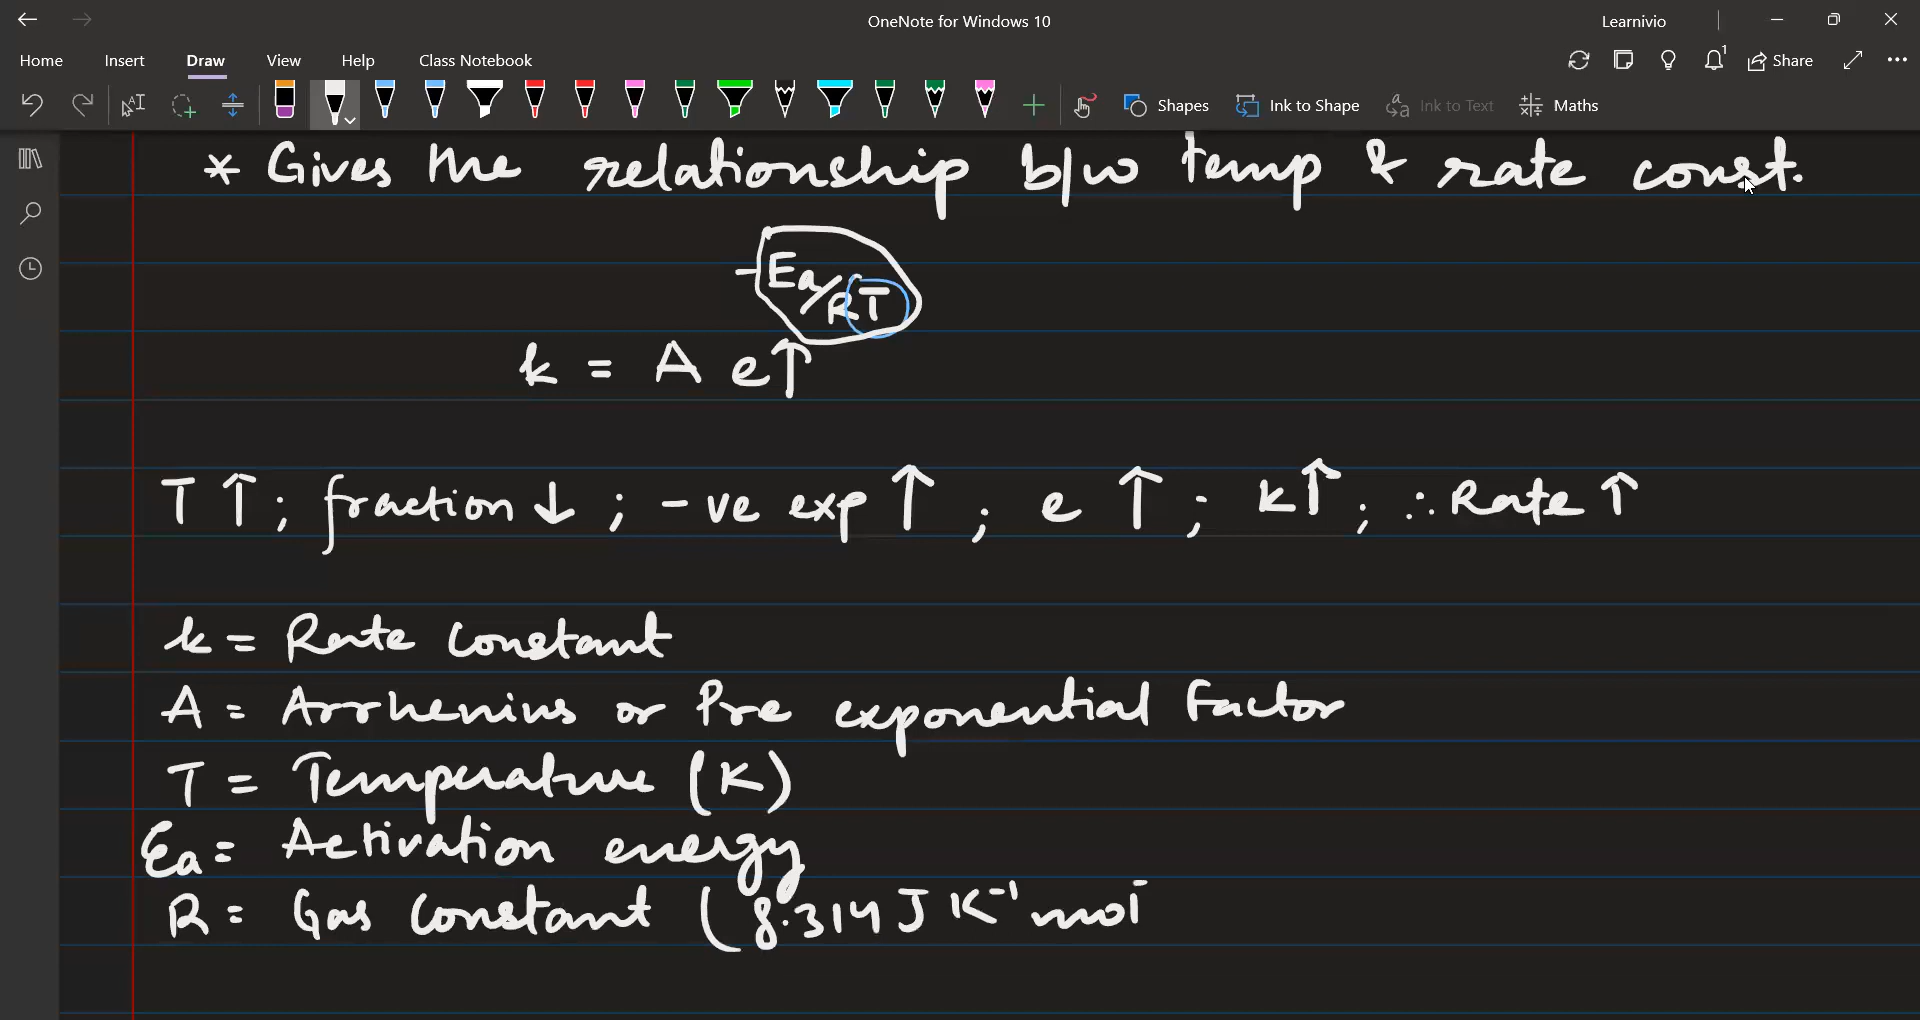 OneNote for Windows 10
Learnivio
Home Insert Draw View Help Class Notebook
1
Share
Shapes Ink to Shape Ink to Text Maths
* Gives the relationship b/w temp & rate const.
k = A e↑ -Ea/RT
T ↑ ; fraction ↓ ; -ve exp ↑ ; e ↑ ; k↑ ; ∴ Rate ↑
k = Rate Constant
A = Arrhenius or Pre exponential Factor
T = Temperature (K)
Ea = Activation energy
R = Gas Constant ( 8.314 J K⁻¹ mol⁻